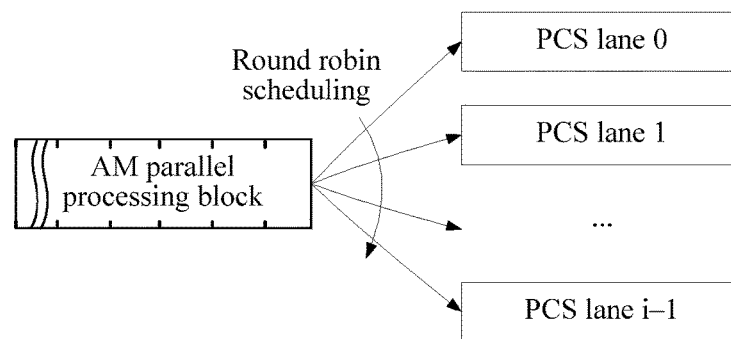 Round robin
scheduling
AM parallel
processing block
PCS lane 0
PCS lane 1
...
PCS lane i–1